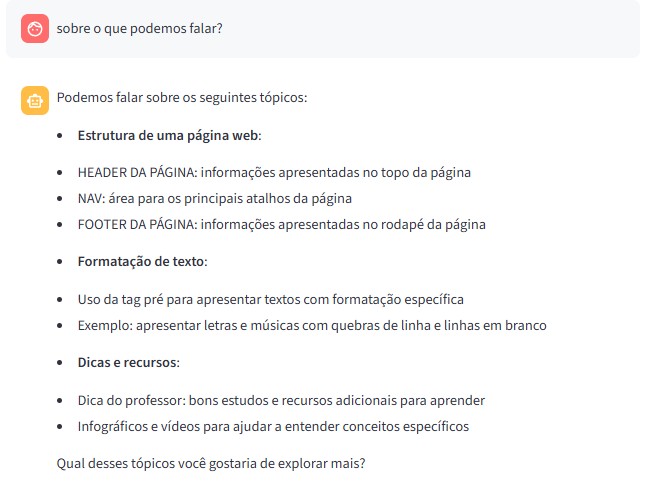 sobre o que podemos falar?
Podemos falar sobre os seguintes tópicos:
• Estrutura de uma página web:
• HEADER DA PÁGINA: informações apresentadas no topo da página
• NAV: área para os principais atalhos da página
• FOOTER DA PÁGINA: informações apresentadas no rodapé da página
• Formatação de texto:
• Uso da tag pré para apresentar textos com formatação específica
• Exemplo: apresentar letras e músicas com quebras de linha e linhas em branco
• Dicas e recursos:
• Dica do professor: bons estudos e recursos adicionais para aprender
• Infográficos e vídeos para ajudar a entender conceitos específicos
Qual desses tópicos você gostaria de explorar mais?